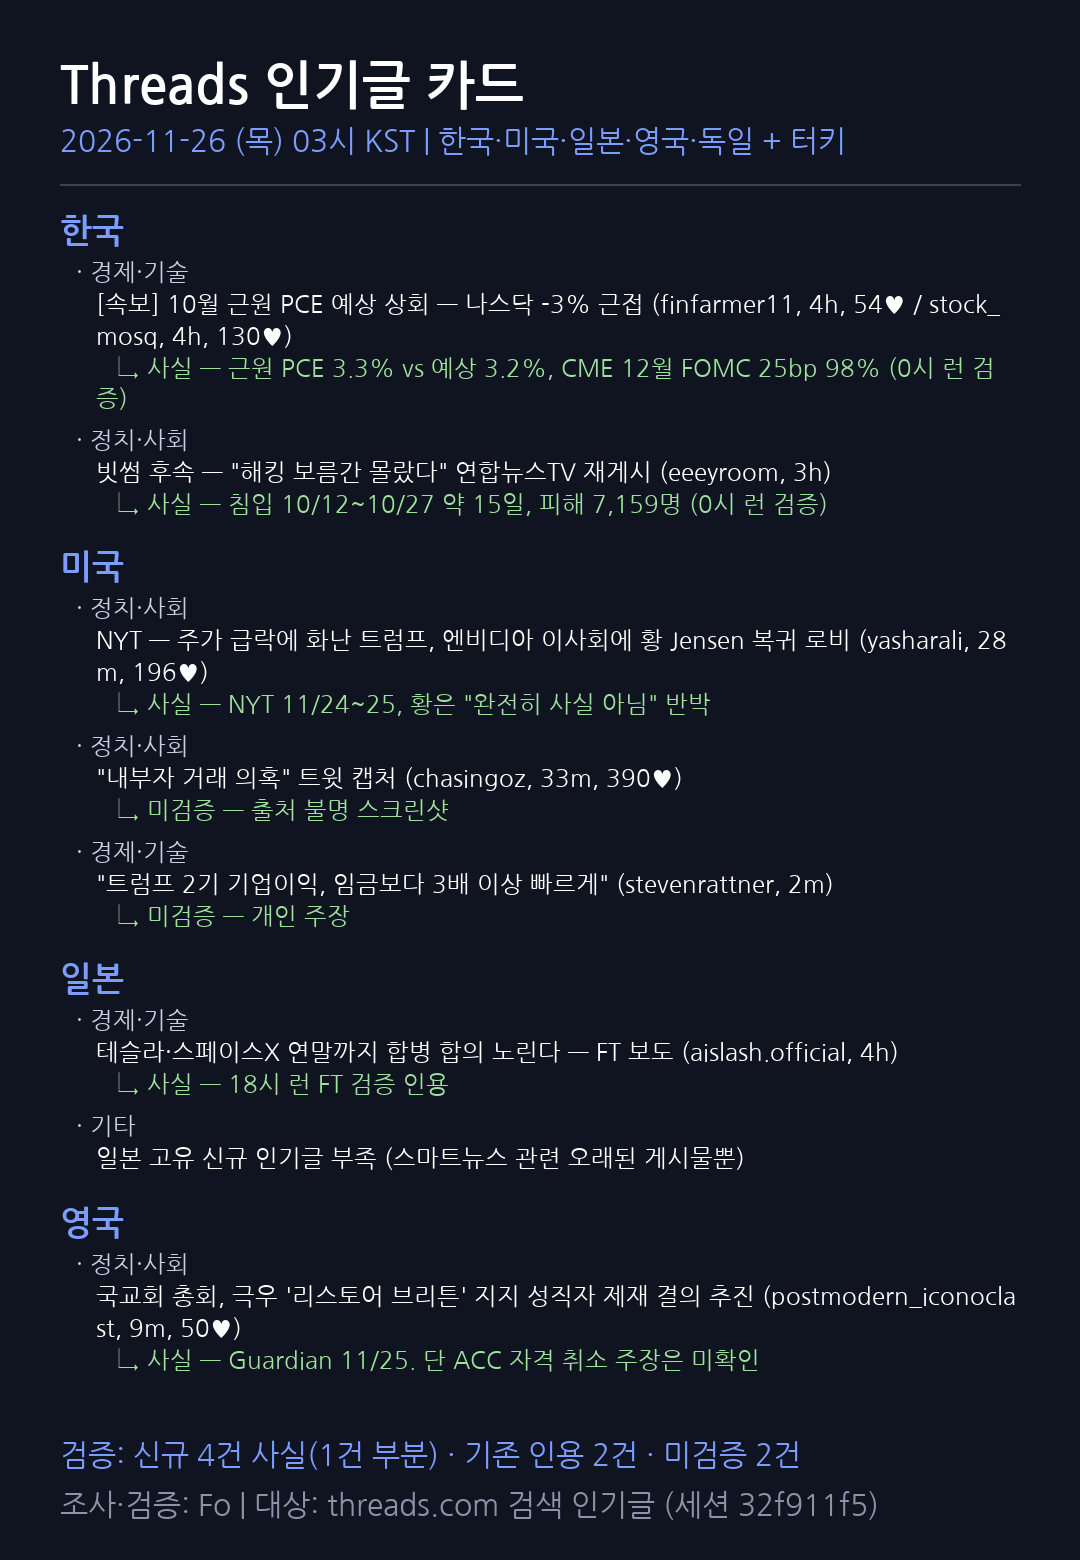 Threads 인기글 카드
2026-11-26 (목) 03시 KST | 한국·미국·일본·영국·독일 + 터키
한국
· 경제·기술
[속보] 10월 근원 PCE 예상 상회 — 나스닥 -3% 근접 (finfarmer11, 4h, 54♥ / stock_
mosq, 4h, 130♥)
↳ 사실 — 근원 PCE 3.3% vs 예상 3.2%, CME 12월 FOMC 25bp 98% (0시 런 검
증)
· 정치·사회
빗썸 후속 — "해킹 보름간 몰랐다" 연합뉴스TV 재게시 (eeeyroom, 3h)
↳ 사실 — 침입 10/12~10/27 약 15일, 피해 7,159명 (0시 런 검증)
미국
· 정치·사회
NYT — 주가 급락에 화난 트럼프, 엔비디아 이사회에 황 Jensen 복귀 로비 (yasharali, 28
m, 196♥)
↳ 사실 — NYT 11/24~25, 황은 "완전히 사실 아님" 반박
· 정치·사회
"내부자 거래 의혹" 트윗 캡처 (chasingoz, 33m, 390♥)
↳ 미검증 — 출처 불명 스크린샷
· 경제·기술
"트럼프 2기 기업이익, 임금보다 3배 이상 빠르게" (stevenrattner, 2m)
↳ 미검증 — 개인 주장
일본
· 경제·기술
테슬라·스페이스X 연말까지 합병 합의 노린다 — FT 보도 (aislash.official, 4h)
↳ 사실 — 18시 런 FT 검증 인용
· 기타
일본 고유 신규 인기글 부족 (스마트뉴스 관련 오래된 게시물뿐)
영국
· 정치·사회
국교회 총회, 극우 '리스토어 브리튼' 지지 성직자 제재 결의 추진 (postmodern_iconocla
st, 9m, 50♥)
↳ 사실 — Guardian 11/25. 단 ACC 자격 취소 주장은 미확인
검증: 신규 4건 사실(1건 부분) · 기존 인용 2건 · 미검증 2건
조사·검증: Fo | 대상: threads.com 검색 인기글 (세션 32f911f5)